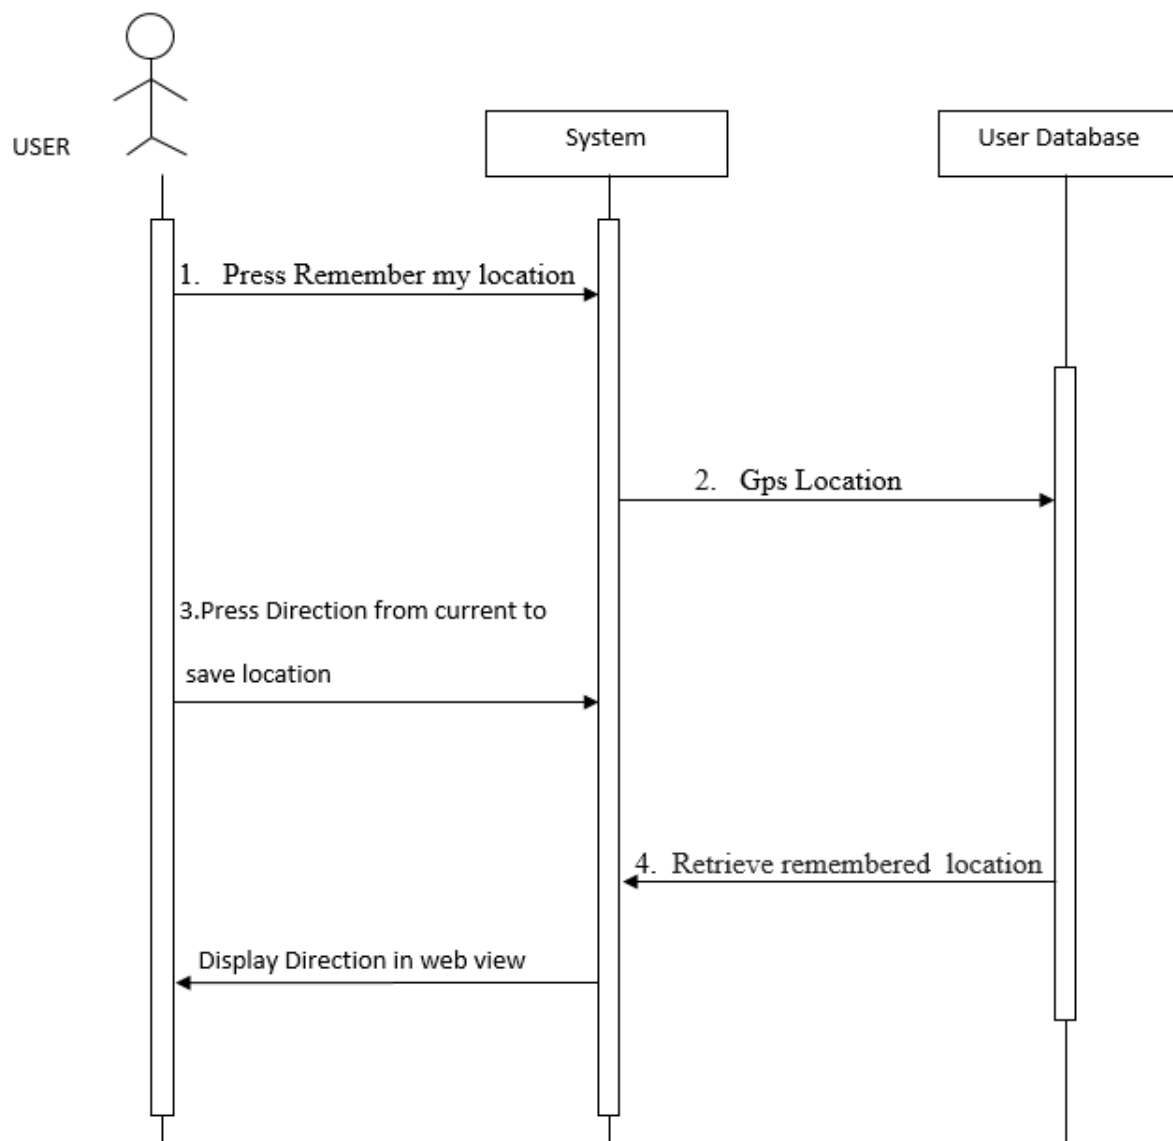 USER
System
User Database
1. Press Remember my location
2. Gps Location
3.Press Direction from current to
save location
4. Retrieve remembered location
Display Direction in web view